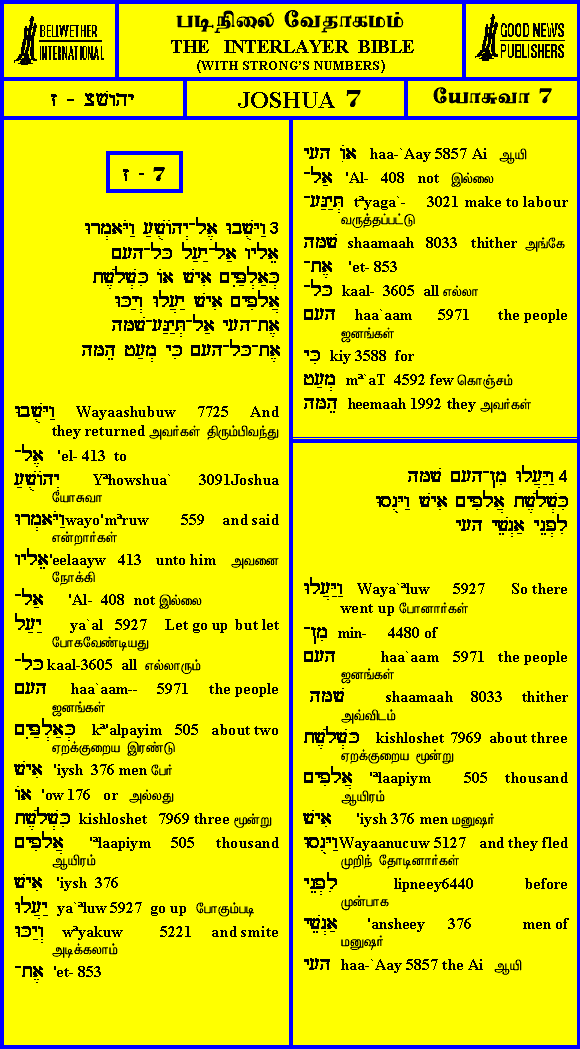 BELLWETHER
INTERNATIONAL
படிநிலை வேதாகமம்
THE INTERLAYER BIBLE
(WITH STRONG'S NUMBERS)
GOOD NEWS
PUBLISHERS
JOSHUA 7
யோசுவா 7
ז - 7
3 וַיָּשֻׁבוּ אֶל־יְהוֹשֻׁעַ וַיֹּאמְרוּ
אֵלָיו אַל־יַעַל כָּל־הָעָם
כְּאַלְפַּיִם אִישׁ אוֹ כִּשְׁלֹשֶׁת
אֲלָפִים אִישׁ יַעֲלוּ וְיַכּוּ
אֶת־הָעָי אַל־תְּיַגַּע־שָׁמָּה
אֶת־כָּל־הָעָם כִּי מְעַט הֵמָּה
וַיָּשֻׁבוּ Wayaashubuw 7725 And
they returned அவர்கள் திரும்பிவந்து
אֶל־ 'el- 413 to
יְהוֹשֻׁעַ Yªhowshua` 3091Joshua
யோசுவா
וַיֹּאמְרוּ wayo'mªruw 559 and said
என்றார்கள்
אֵלָיו 'eelaayw 413 unto him அவனை
நோக்கி
אַל־ 'Al- 408 not இல்லை
יַעַל ya`al 5927 Let go up but let
போகவேண்டியது
כָּל־ kaal-3605 all எல்லாரும்
הָעָם haa`aam-- 5971 the people
ஜனங்கள்
כְּאַלְפַּיִם kª'alpayim 505 about two
ஏறக்குறைய இரண்டு
אִישׁ 'iysh 376 men பேர்
אוֹ 'ow 176 or அல்லது
כִּשְׁלֹשֶׁת kishloshet 7969 three மூன்று
אֲלָפִים 'ªlaapiym 505 thousand
ஆயிரம்
אִישׁ 'iysh 376
יַעֲלוּ ya`ªluw 5927 go up போகும்படி
וְיַכּוּ wªyakuw 5221 and smite
அடிக்கலாம்
אֶת־ 'et- 853
אוֹ הָעָי haa-`Aay 5857 Ai ஆயி
אַל־ 'Al- 408 not இல்லை
תְּיַגַּע־ tªyaga`- 3021 make to labour
வருத்தப்பட்டு
שָׁמָּה shaamaah 8033 thither அங்கே
אֶת־ 'et- 853
כָּל־ kaal- 3605 all எல்லா
הָעָם haa`aam 5971 the people
ஜனங்கள்
כִּי kiy 3588 for
מְעַט mª`aT 4592 few கொஞ்சம்
הֵמָּה heemaah 1992 they அவர்கள்
4 וַיַּעֲלוּ מִן־הָעָם שָׁמָּה
כִּשְׁלֹשֶׁת אֲלָפִים אִישׁ וַיָּנֻסוּ
לִפְנֵי אַנְשֵׁי הָעָי
וַיַּעֲלוּ Waya`ªluw 5927 So there
went up போனார்கள்
מִן־ min- 4480 of
הָעָם haa`aam 5971 the people
ஜனங்கள்
שָׁמָּה shaamaah 8033 thither
அவ்விடம்
כִּשְׁלֹשֶׁת kishloshet 7969 about three
ஏறக்குறைய மூன்று
אֲלָפִים 'ªlaapiym 505 thousand
ஆயிரம்
אִישׁ 'iysh 376 men மனுஷர்
וַיָּנֻסוּ Wayaanucuw 5127 and they fled
முறிந் தோடினார்கள்
לִפְנֵי lipneey6440 before
முன்பாக
אַנְשֵׁי 'ansheey 376 men of
மனுஷர்
הָעָי haa-`Aay 5857 the Ai ஆயி